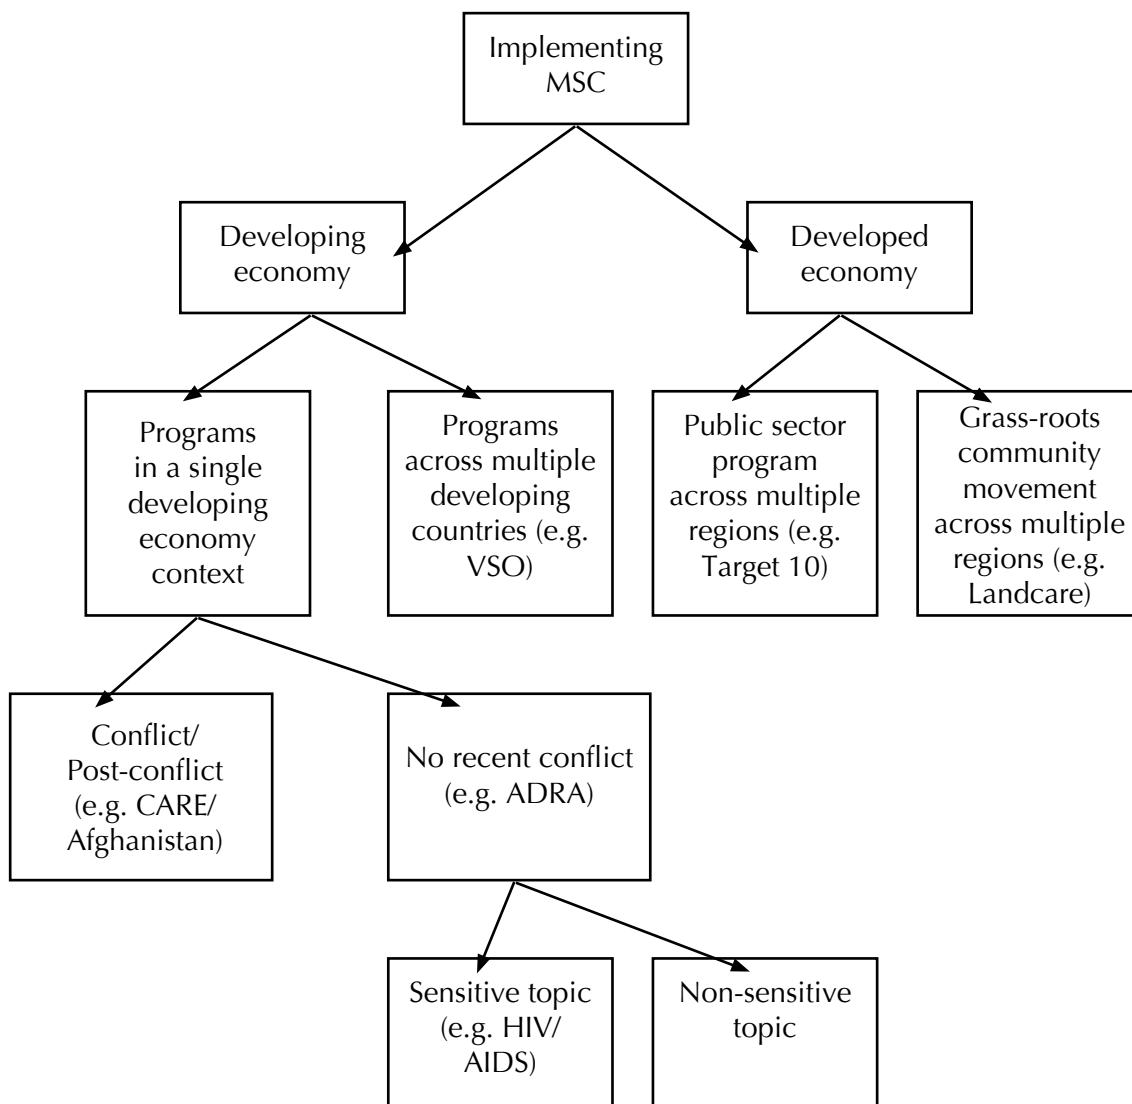 Implementing
MSC
Developing
economy
Developed
economy
Programs
in a single
developing
economy
context
Programs
across multiple
developing
countries (e.g.
VSO)
Public sector
program
across multiple
regions (e.g.
Target 10)
Grass-roots
community
movement
across multiple
regions (e.g.
Landcare)
Conflict/
Post-conflict
(e.g. CARE/
Afghanistan)
No recent conflict
(e.g. ADRA)
Sensitive topic
(e.g. HIV/
AIDS)
Non-sensitive
topic